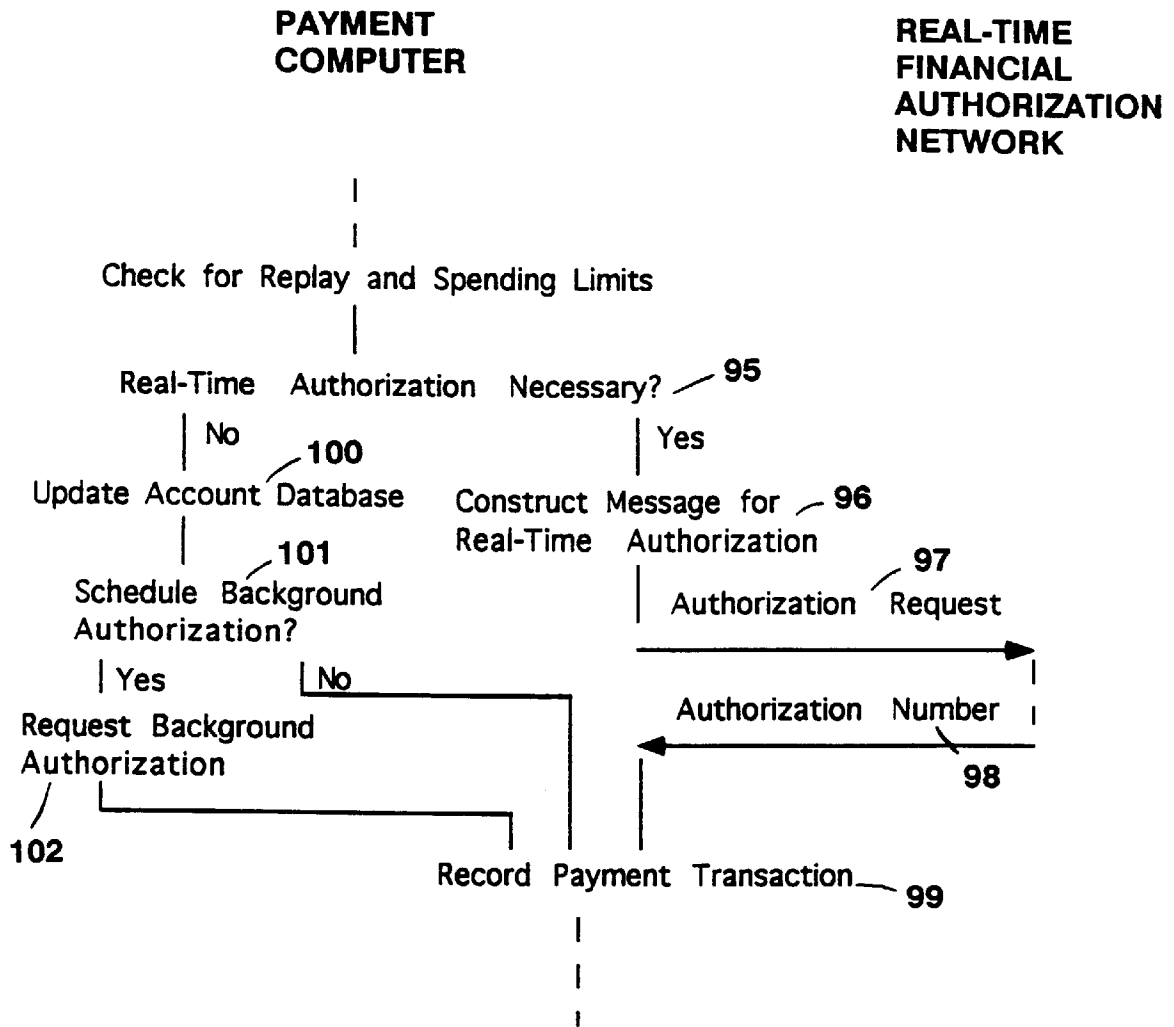 PAYMENT
COMPUTER
REAL-TIME
FINANCIAL
AUTHORIZATION
NETWORK
Check for Replay and Spending Limits
Real-Time Authorization Necessary? 95
No
Yes
100
Update Account Database
Construct Message for
Real-Time Authorization
96
101
Schedule Background
Authorization?
97
Authorization Request
Yes
No
Request Background
Authorization
102
Authorization Number
98
Record Payment Transaction 99